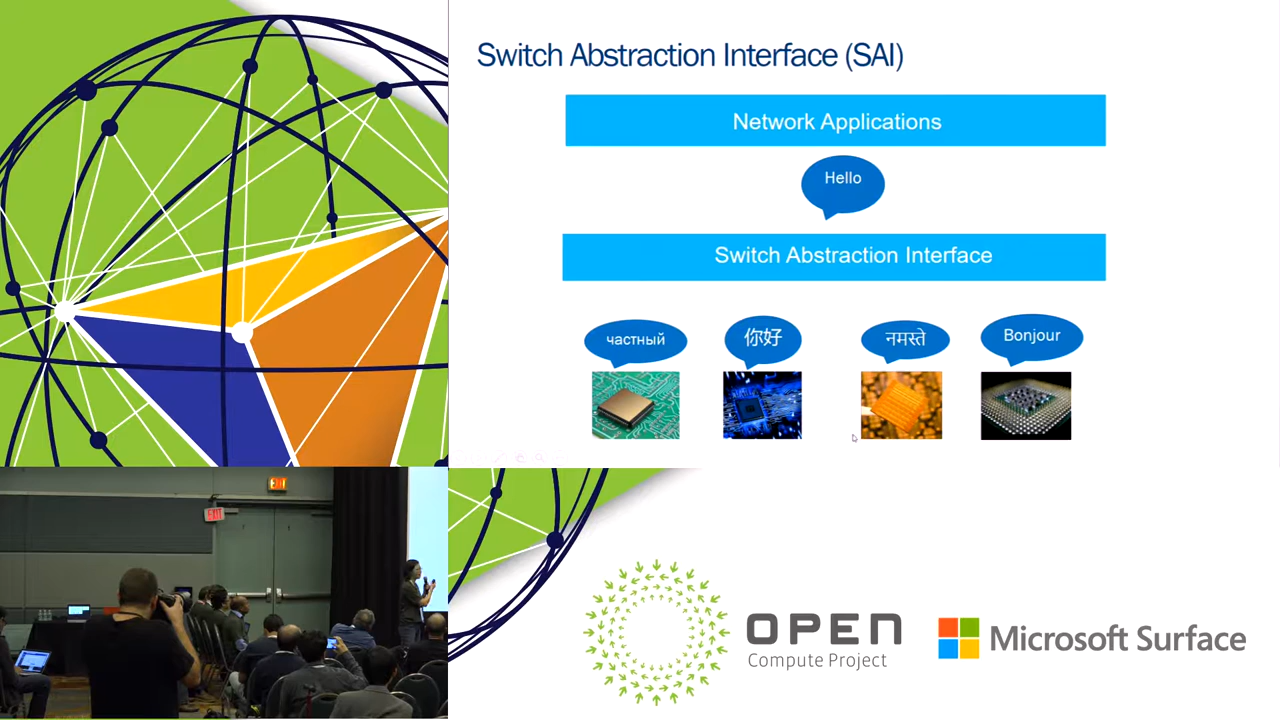 Switch Abstraction Interface (SAI)
Network Applications
Hello
Switch Abstraction Interface
частный
你好
नमस्ते
Bonjour
EXIT
OPEN
Compute Project
Microsoft Surface